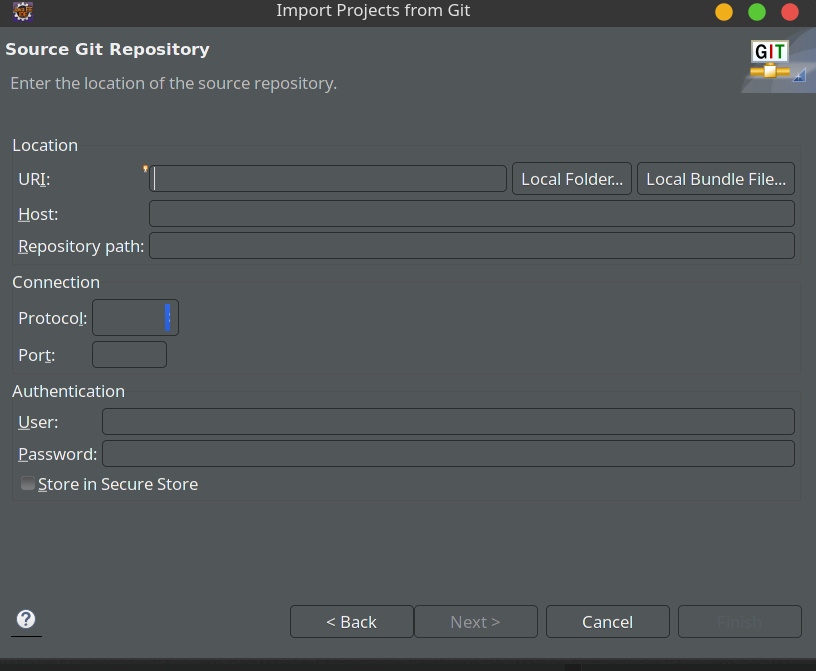 Import Projects from Git
Source Git Repository
GIT
Enter the location of the source repository.
Location
URI:
Local Folder...
Local Bundle File...
Host:
Repository path:
Connection
Protocol:
Port:
Authentication
User:
Password:
Store in Secure Store
?
< Back
Next >
Cancel
Finish